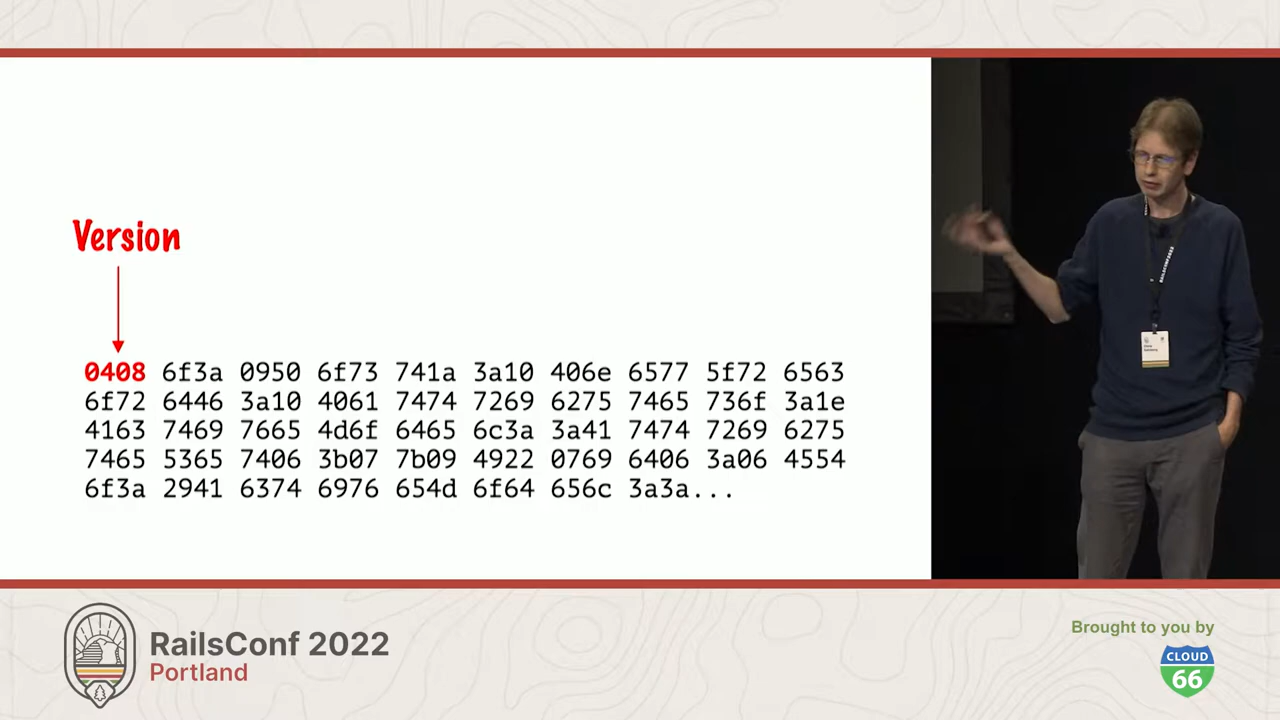 Version
0408 6f3a 0950 6f73 741a 3a10 406e 6577 5f72 6563
6f72 6446 3a10 4061 7474 7269 6275 7465 736f 3a1e
4163 7469 7665 4d6f 6465 6c3a 3a41 7474 7269 6275
7465 5365 7406 3b07 7b09 4922 0769 6406 3a06 4554
6f3a 2941 6374 6976 654d 6f64 656c 3a3a...
RailsConf 2022
Portland
Brought to you by
CLOUD
66